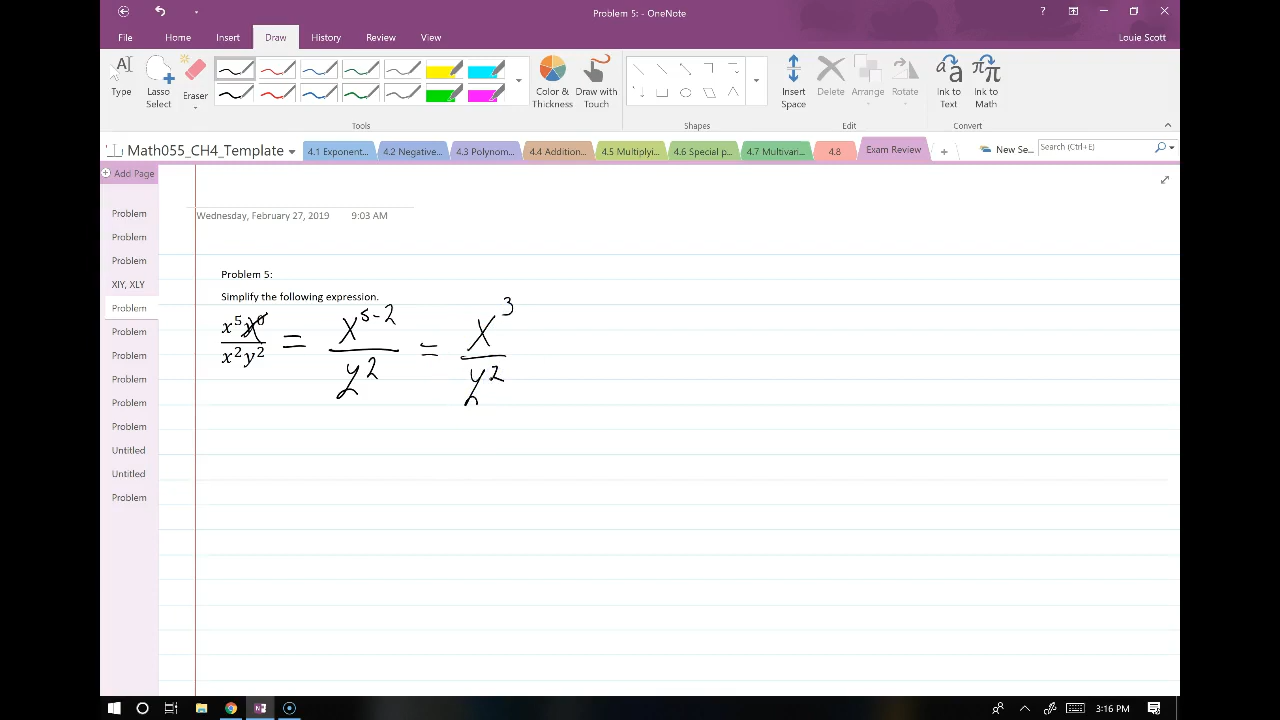 Problem 5: - OneNote
?
File Home Insert Draw History Review View
Louie Scott
Type
Lasso Select
Eraser
Color & Thickness
Draw with Touch
Insert Space
Delete
Arrange
Rotate
Ink to Text
Ink to Math
Tools
Shapes
Edit
Convert
Math055_CH4_Template
4.1 Exponent...
4.2 Negative...
4.3 Polynom...
4.4 Addition...
4.5 Multiplyi...
4.6 Special p...
4.7 Multivari...
4.8
Exam Review
New Se...
Search (Ctrl+E)
Add Page
Problem
Problem
Problem
XIY, XLY
Problem
Problem
Problem
Problem
Problem
Problem
Untitled
Untitled
Problem
Wednesday, February 27, 2019 9:03 AM
Problem 5:
Simplify the following expression.
x⁵y⁰/x²y² = x⁵⁻²/y² = x³/y²
3:16 PM